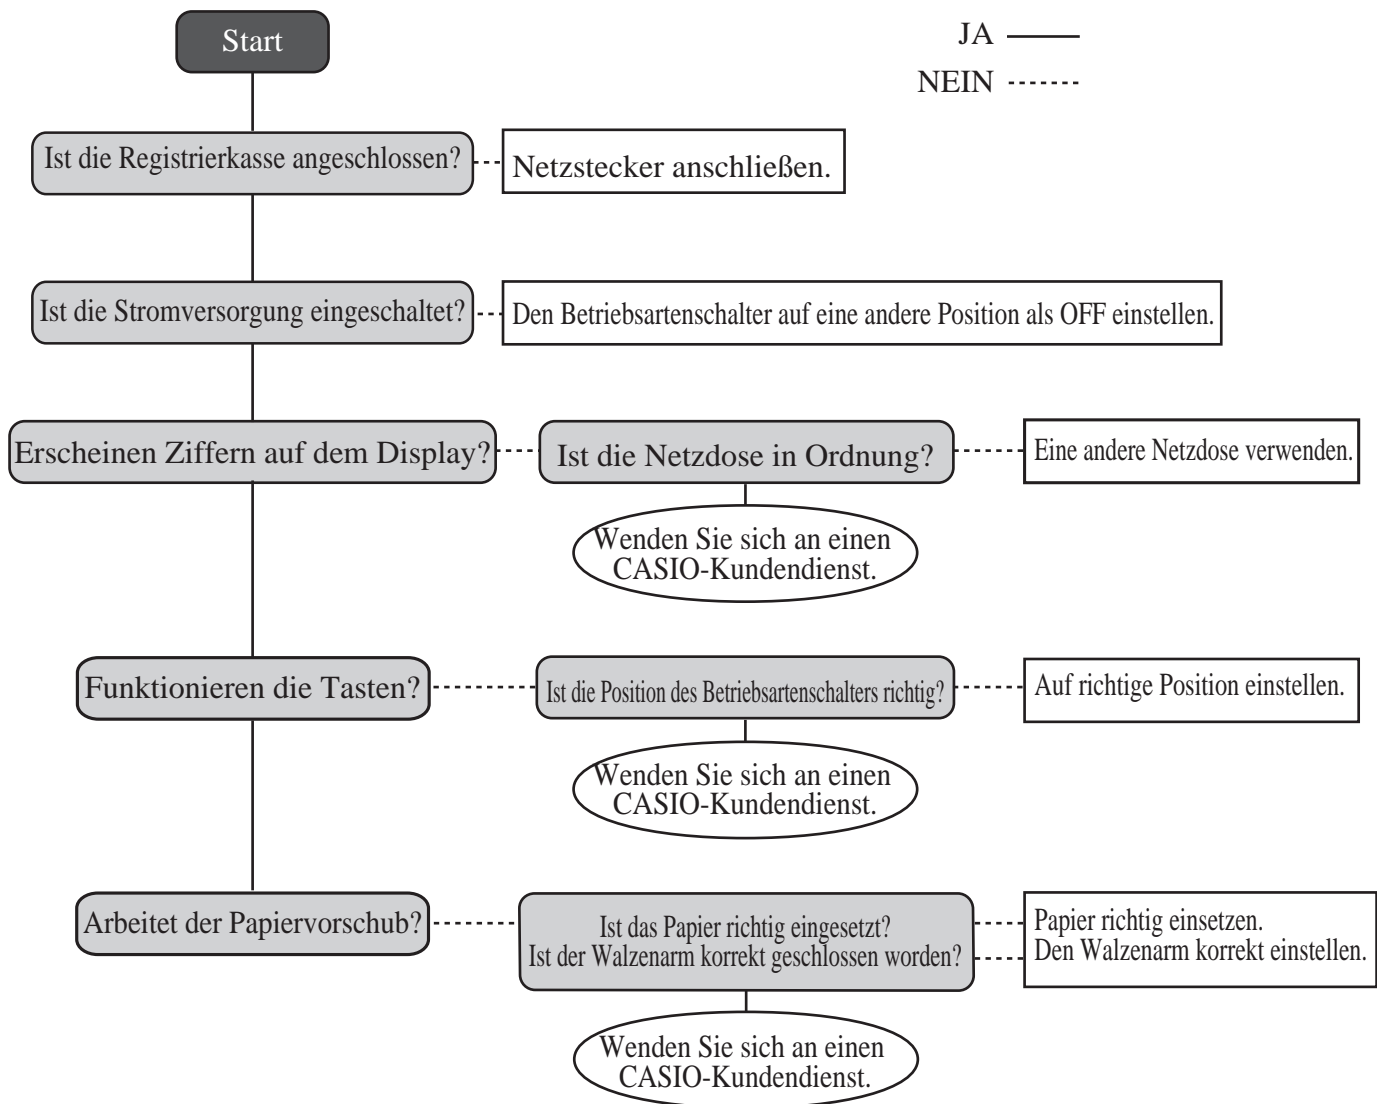 Start
JA
NEIN
Ist die Registrierkasse angeschlossen?
Netzstecker anschließen.
Ist die Stromversorgung eingeschaltet?
Den Betriebsartenschalter auf eine andere Position als OFF einstellen.
Erscheinen Ziffern auf dem Display?
Ist die Netzdose in Ordnung?
Eine andere Netzdose verwenden.
Wenden Sie sich an einen
CASIO-Kundendienst.
Funktionieren die Tasten?
Ist die Position des Betriebsartenschalters richtig?
Auf richtige Position einstellen.
Wenden Sie sich an einen
CASIO-Kundendienst.
Arbeitet der Papiervorschub?
Ist das Papier richtig eingesetzt?
Ist der Walzenarm korrekt geschlossen worden?
Papier richtig einsetzen.
Den Walzenarm korrekt einstellen.
Wenden Sie sich an einen
CASIO-Kundendienst.